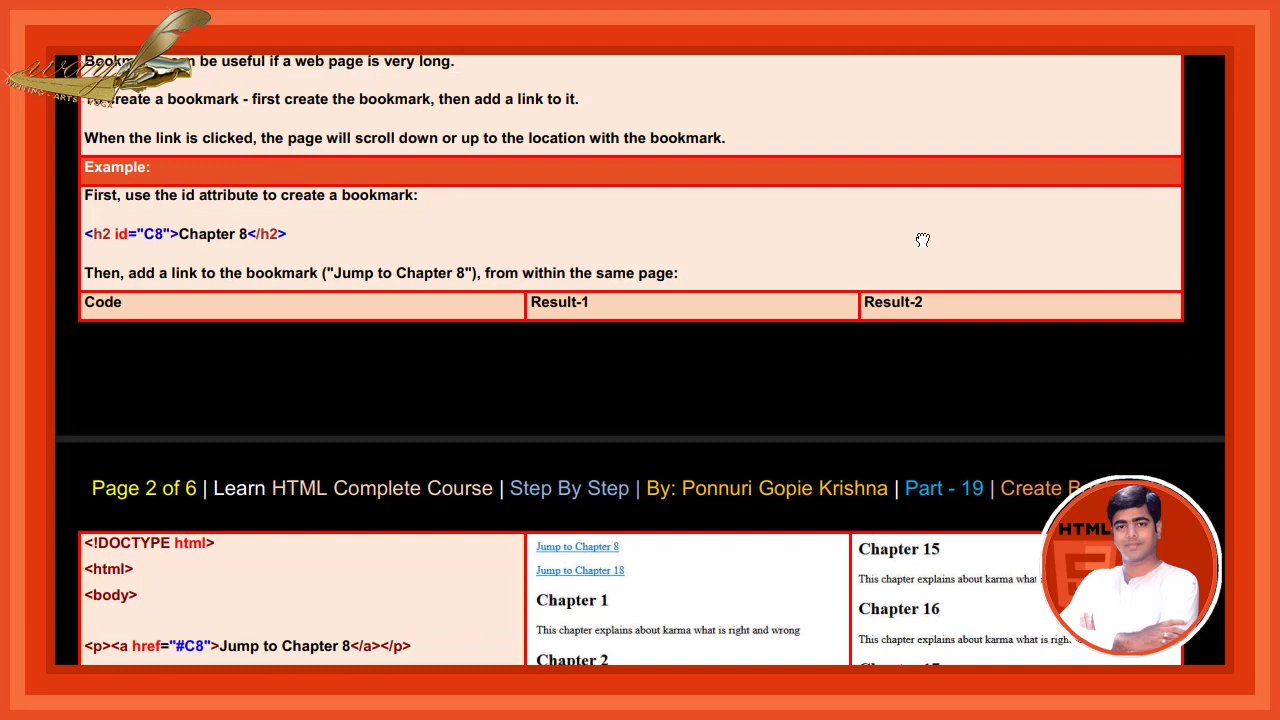 be useful if a web page is very long.
create a bookmark - first create the bookmark, then add a link to it.
When the link is clicked, the page will scroll down or up to the location with the bookmark.
Example:
First, use the id attribute to create a bookmark:
<h2 id="C8">Chapter 8</h2>
Then, add a link to the bookmark ("Jump to Chapter 8"), from within the same page:
Code Result-1 Result-2
Page 2 of 6 | Learn HTML Complete Course | Step By Step | By: Ponnuri Gopie Krishna | Part - 19 | Create
HTML
<!DOCTYPE html>
<html>
<body>
<p><a href="#C8">Jump to Chapter 8</a></p>
Jump to Chapter 8
Jump to Chapter 18
Chapter 1
This chapter explains about karma what is right and wrong
Chapter 2
Chapter 15
This chapter explains about karma what
Chapter 16
This chapter explains about karma what is